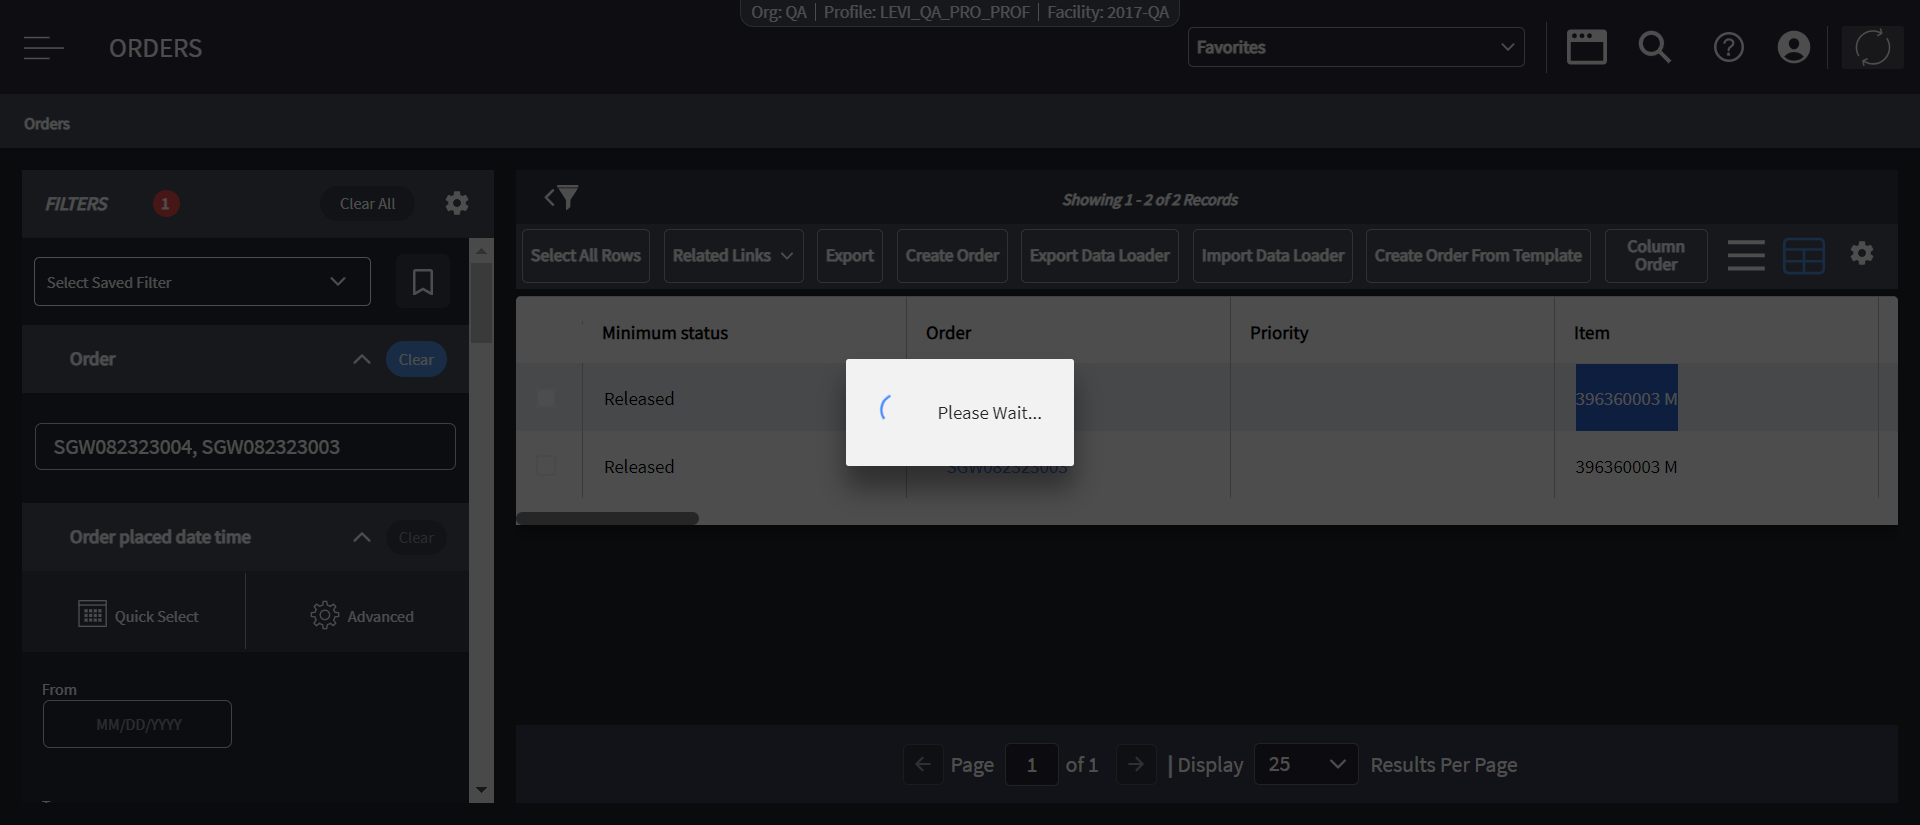 Org: QA | Profile: LEVI_QA_PRO_PROF | Facility: 2017-QA
ORDERS
Favorites
Orders
FILTERS 1 Clear All
Select Saved Filter
Order Clear
SGW082323004, SGW082323003
Order placed date time Clear
Quick Select Advanced
From
MM/DD/YYYY
Showing 1 - 2 of 2 Records
Select All Rows Related Links Export Create Order Export Data Loader Import Data Loader Create Order From Template Column Order
Minimum status Order Priority Item
Released 396360003 M
Released SGW082323003 396360003 M
Please Wait...
Page 1 of 1 | Display 25 Results Per Page